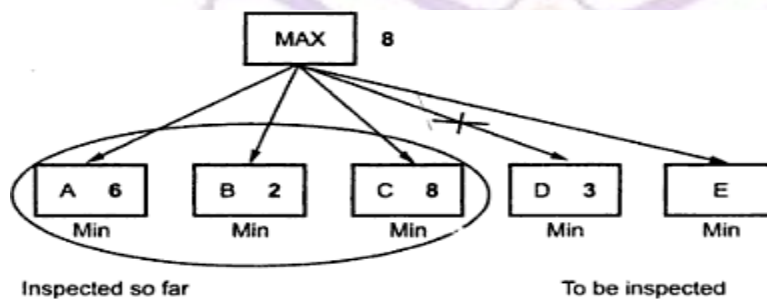 MAX 8
A 6 B 2 C 8 D 3 E
Min Min Min Min Min
Inspected so far To be inspected